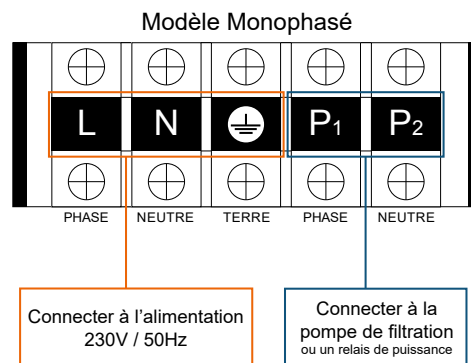 Modèle Monophasé
L N P1 P2
PHASE NEUTRE TERRE PHASE NEUTRE
Connecter à l'alimentation
230V / 50Hz
Connecter à la
pompe de filtration
ou un relais de puissance